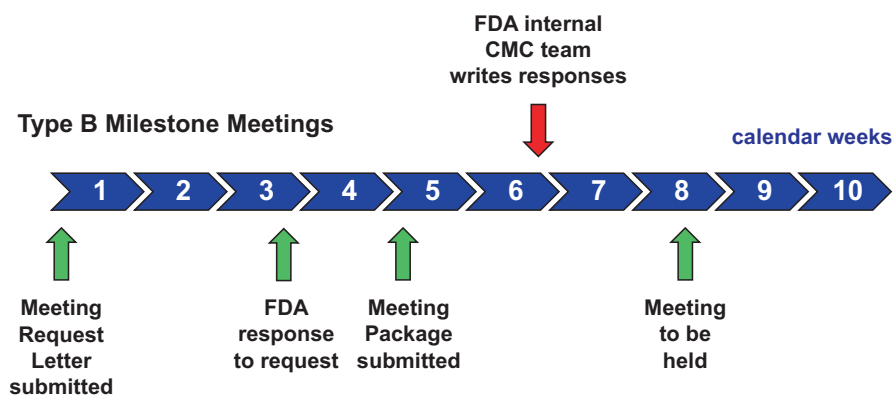 FDA internal
CMC team
writes responses
Type B Milestone Meetings
calendar weeks
1 2 3 4 5 6 7 8 9 10
Meeting
Request
Letter
submitted
FDA
response
to request
Meeting
Package
submitted
Meeting
to be
held